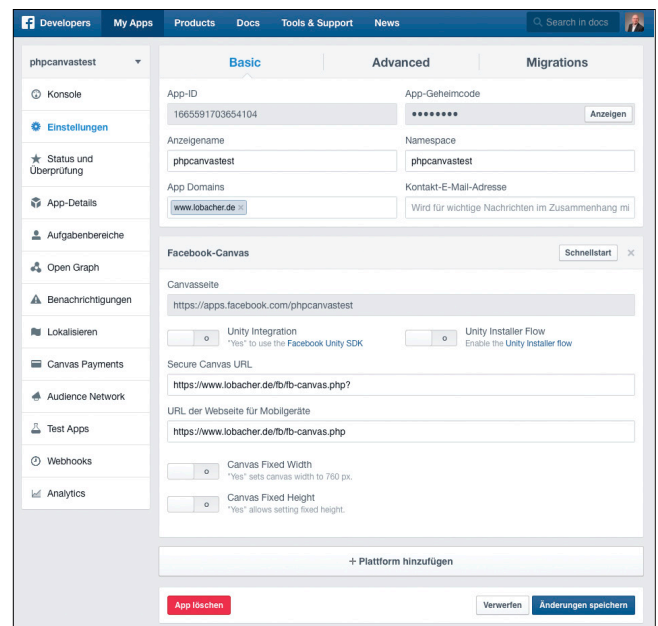 f Developers My Apps Products Docs Tools & Support News Search in docs
phpcanvastest
Konsole
Einstellungen
Status und
Überprüfung
App-Details
Aufgabenbereiche
Open Graph
Benachrichtigungen
Lokalisieren
Canvas Payments
Audience Network
Test Apps
Webhooks
Analytics
Basic Advanced Migrations
App-ID App-Geheimcode
1665591703654104 •••••••• Anzeigen
Anzeigename Namespace
phpcanvastest phpcanvastest
App Domains Kontakt-E-Mail-Adresse
www.lobacher.de × Wird für wichtige Nachrichten im Zusammenhang mi
Facebook-Canvas Schnellstart ×
Canvasseite
https://apps.facebook.com/phpcanvastest
Unity Integration Unity Installer Flow
"Yes" to use the Facebook Unity SDK Enable the Unity Installer flow
Secure Canvas URL
https://www.lobacher.de/fb/fb-canvas.php?
URL der Webseite für Mobilgeräte
https://www.lobacher.de/fb/fb-canvas.php
Canvas Fixed Width
"Yes" sets canvas width to 760 px.
Canvas Fixed Height
"Yes" allows setting fixed height.
+ Plattform hinzufügen
App löschen Verwerfen Änderungen speichern